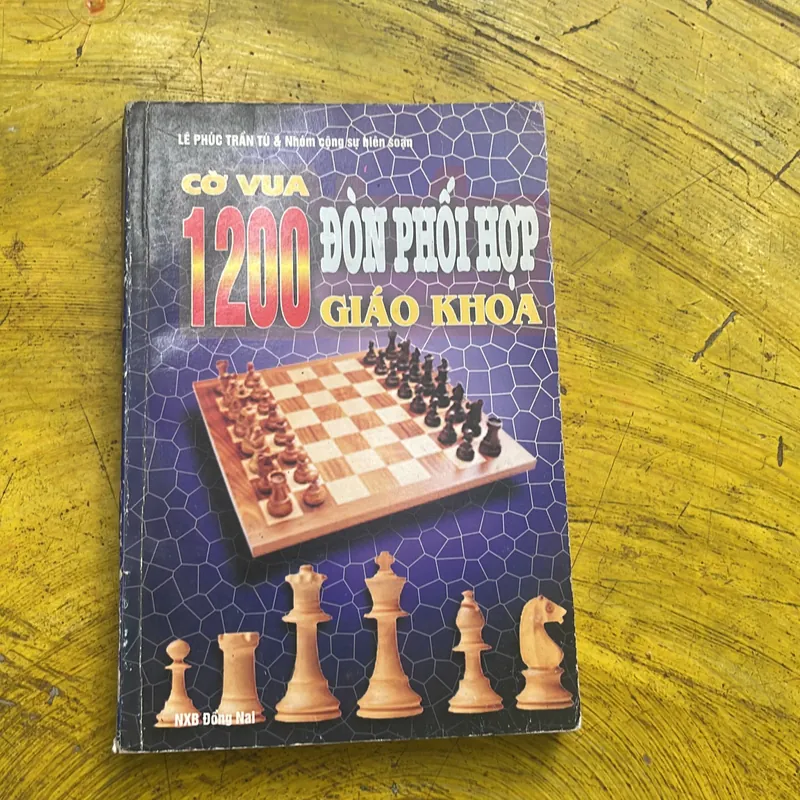 LÊ PHÚC TRẦN TÚ & Nhóm cộng sự biên soạn
CỜ VUA
1200 ĐÒN PHỐI HỢP
GIÁO KHOA
NXB Đồng Nai